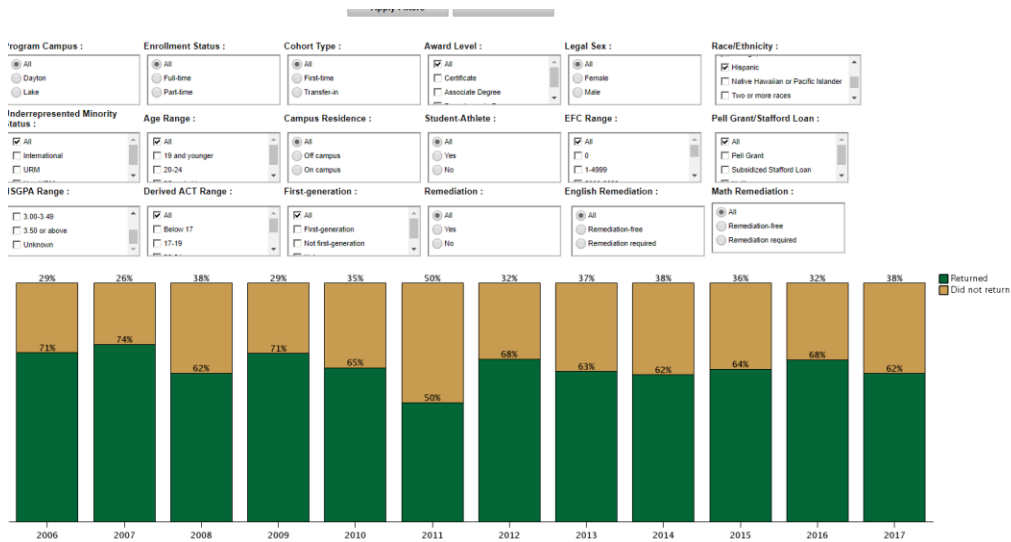 Program Campus :
All
Dayton
Lake
Enrollment Status :
All
Full-time
Part-time
Cohort Type :
All
First-time
Transfer-in
Award Level :
All
Certificate
Associate Degree
Legal Sex :
All
Female
Male
Race/Ethnicity :
Hispanic
Native Hawaiian or Pacific Islander
Two or more races
Underrepresented Minority
Status :
All
International
URM
Age Range :
All
19 and younger
20-24
Campus Residence :
All
Off campus
On campus
Student-Athlete :
All
Yes
No
EFC Range :
All
0
1-4999
Pell Grant/Stafford Loan :
All
Pell Grant
Subsidized Stafford Loan
HSGPA Range :
3.00-3.49
3.50 or above
Unknown
Derived ACT Range :
All
Below 17
17-19
First-generation :
All
First-generation
Not first-generation
Remediation :
All
Yes
No
English Remediation :
All
Remediation-free
Remediation required
Math Remediation :
All
Remediation-free
Remediation required
29% 26% 38% 29% 35% 50% 32% 37% 38% 36% 32% 38%
Returned
Did not return
71% 74% 62% 71% 65% 50% 68% 63% 62% 64% 68% 62%
2006 2007 2008 2009 2010 2011 2012 2013 2014 2015 2016 2017